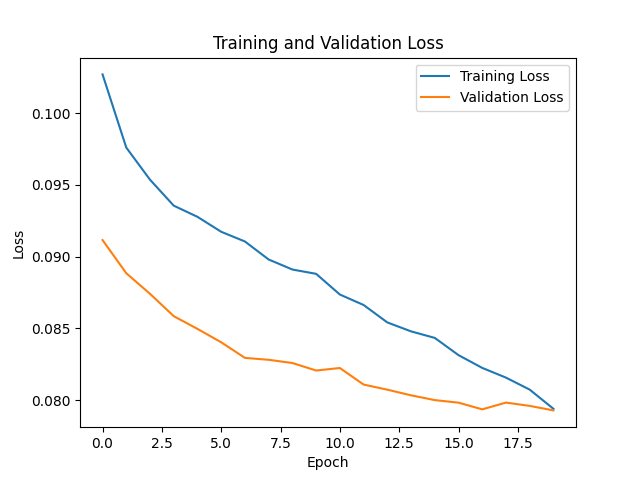 Training and Validation Loss
Training Loss
Validation Loss
0.100
0.095
0.090
0.085
0.080
Loss
0.0 2.5 5.0 7.5 10.0 12.5 15.0 17.5
Epoch